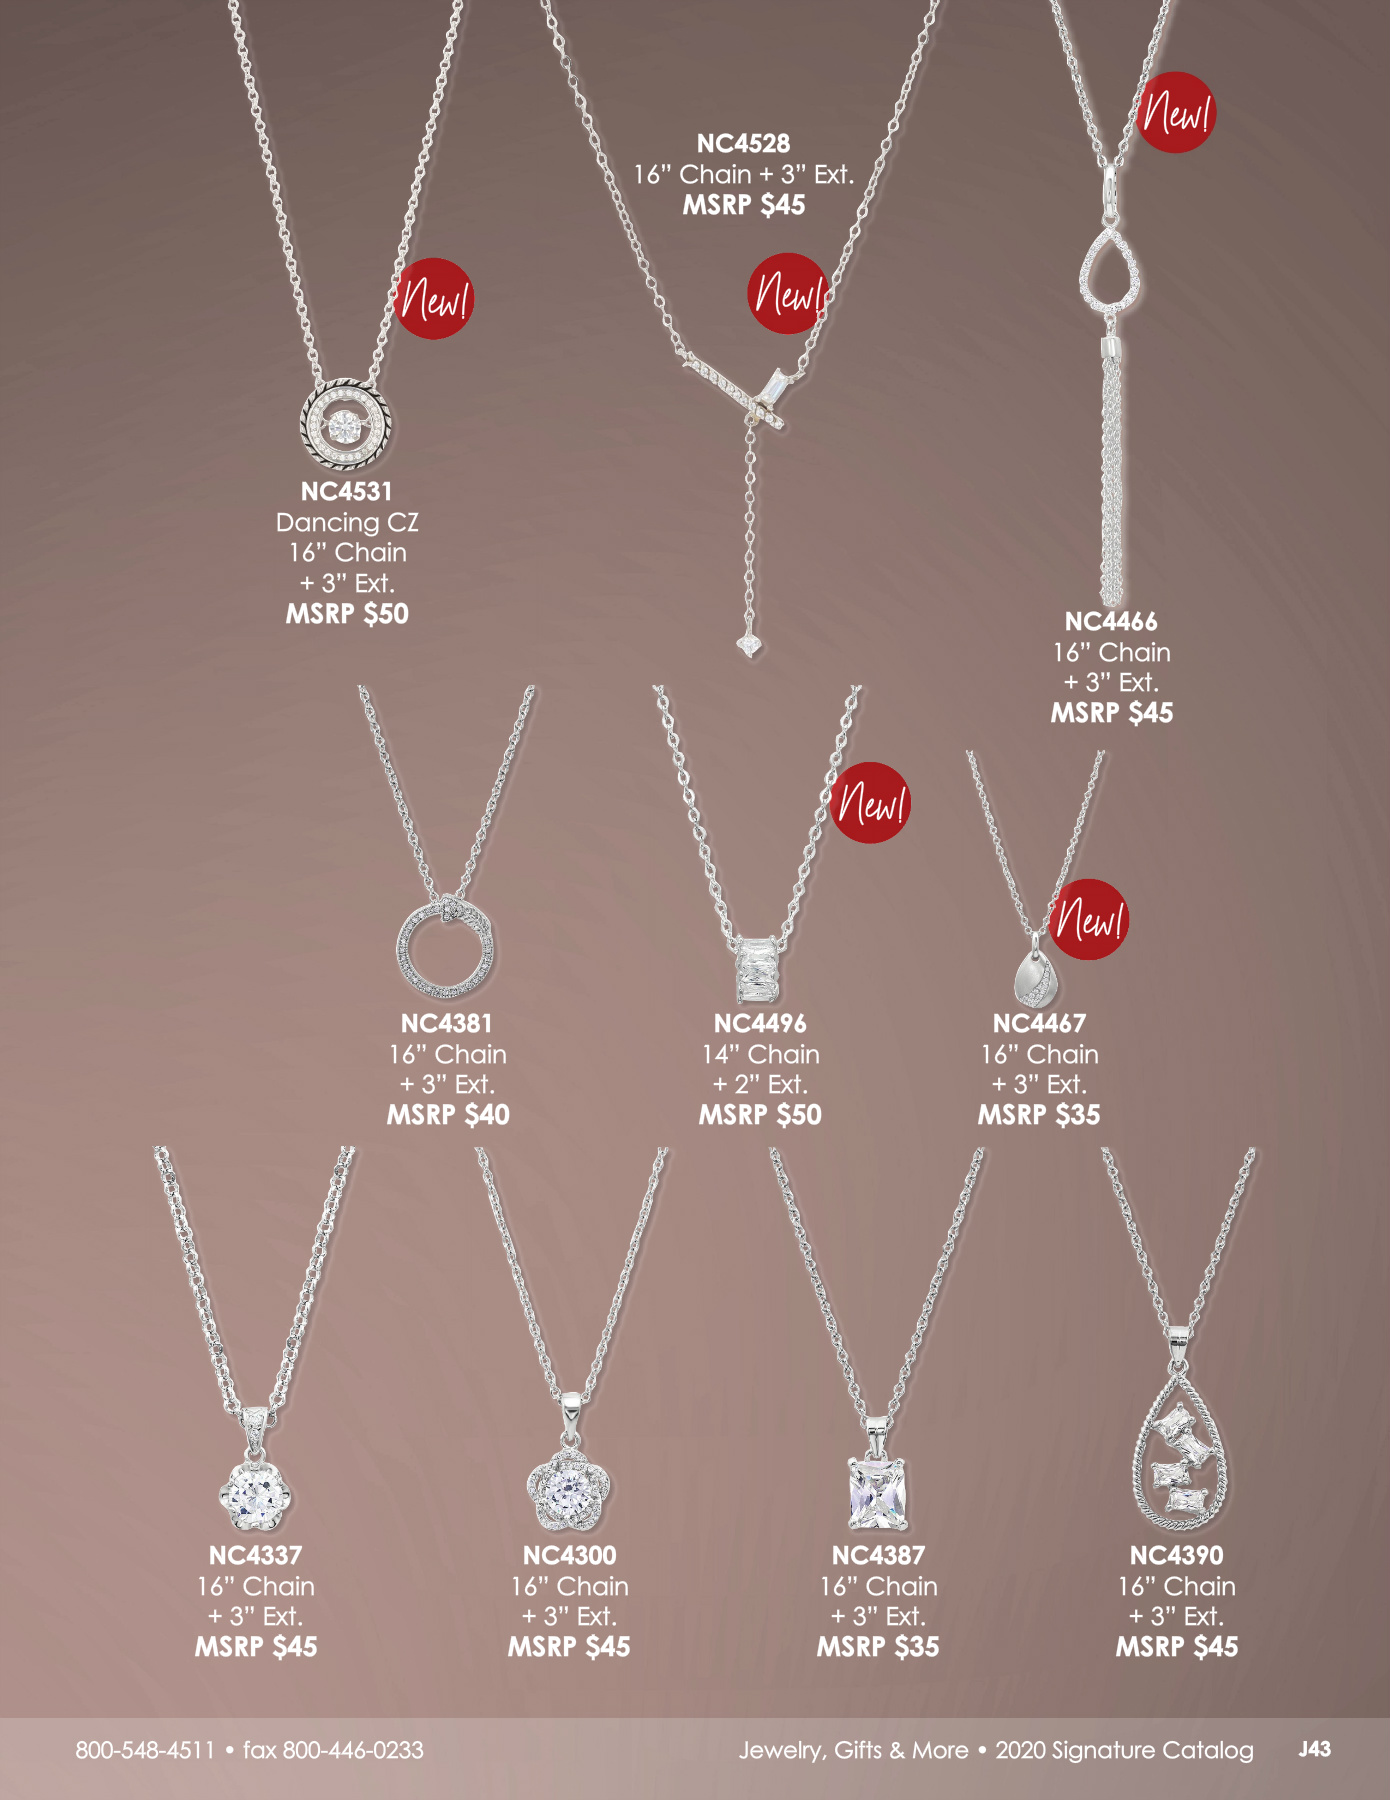 New!
NC4528
16” Chain + 3” Ext.
MSRP $45
New!
New!
NC4531
Dancing CZ
16” Chain
+ 3” Ext.
MSRP $50
NC4466
16” Chain
+ 3” Ext.
MSRP $45
New!
New!
NC4381
16” Chain
+ 3” Ext.
MSRP $40
NC4496
14” Chain
+ 2” Ext.
MSRP $50
NC4467
16” Chain
+ 3” Ext.
MSRP $35
NC4337
16” Chain
+ 3” Ext.
MSRP $45
NC4300
16” Chain
+ 3” Ext.
MSRP $45
NC4387
16” Chain
+ 3” Ext.
MSRP $35
NC4390
16” Chain
+ 3” Ext.
MSRP $45
800-548-4511 • fax 800-446-0233
Jewelry, Gifts & More • 2020 Signature Catalog J43